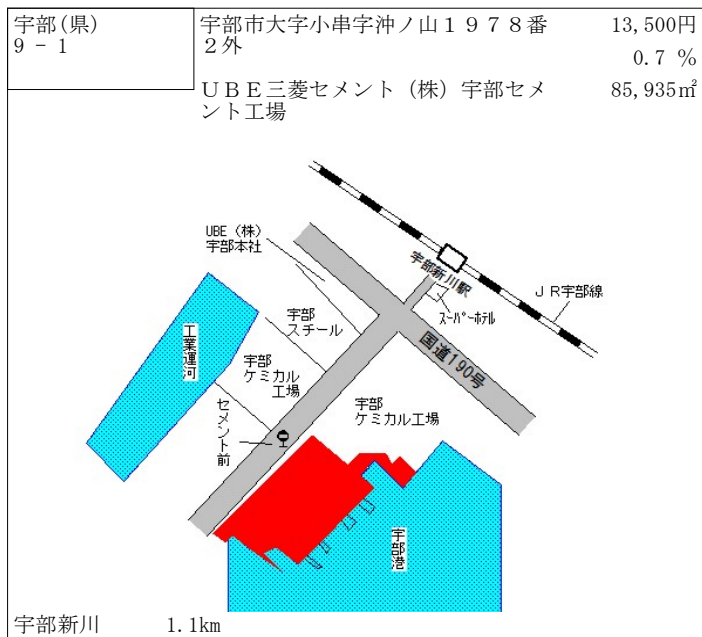 宇部(県)
9 - 1
宇部市大字小串字沖ノ山１９７８番
２外
13,500円
0.7 %
ＵＢＥ三菱セメント（株）宇部セメ
ント工場
85,935㎡
UBE（株）
宇部本社
宇部新川駅
ＪＲ宇部線
スーパーホテル
宇部
スチール
国道190号
工業運河
宇部
ケミカル
工場
宇部
ケミカル工場
セメント前
宇部港
宇部新川
1.1km